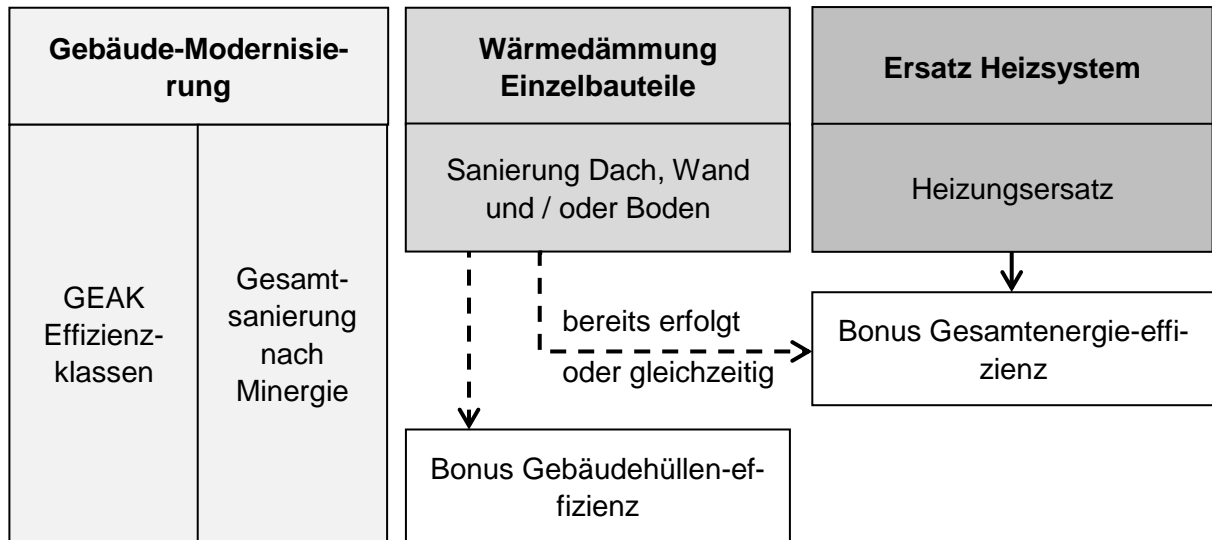 Gebäude-Modernisie-
rung
GEAK
Effizienz-
klassen
Gesamt-
sanierung
nach
Minergie
Wärmedämmung
Einzelbauteile
Sanierung Dach, Wand
und / oder Boden
bereits erfolgt
oder gleichzeitig
Bonus Gebäudehüllen-ef-
fizienz
Ersatz Heizsystem
Heizungsersatz
Bonus Gesamtenergie-effi-
zienz